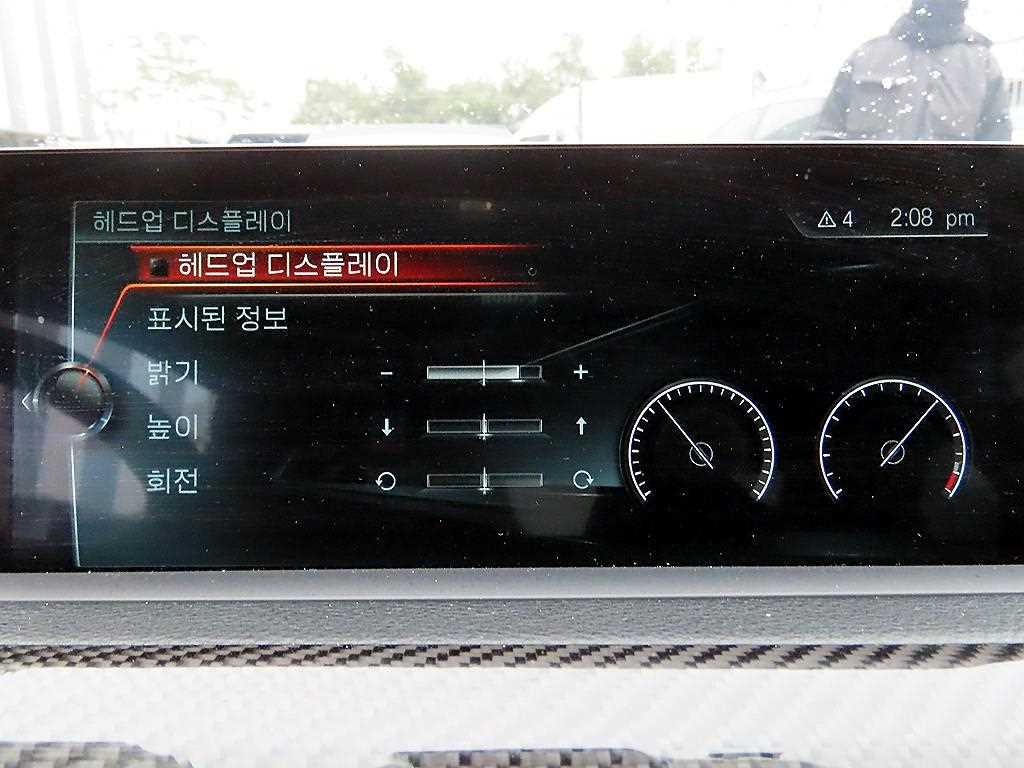 헤드업 디스플레이
4 2:08 pm
헤드업 디스플레이
표시된 정보
밝기 - +
높이
회전